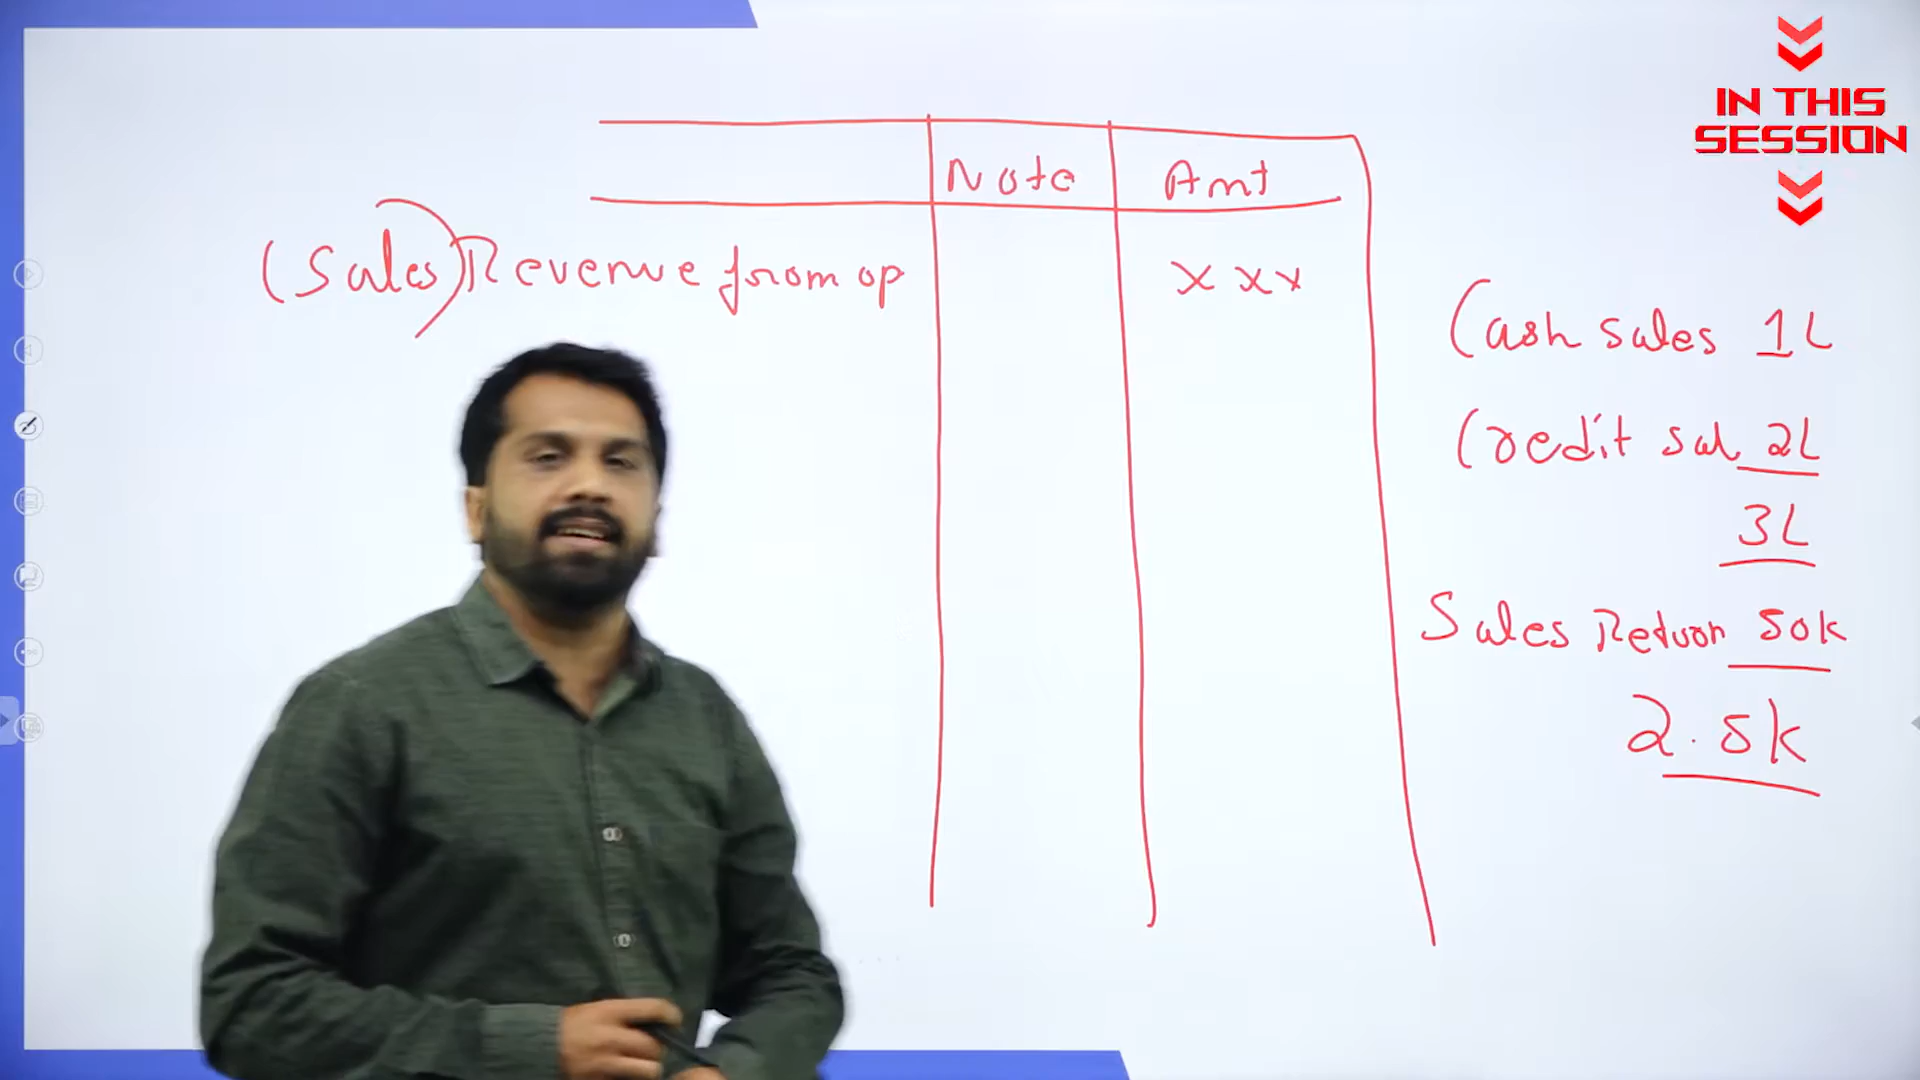 IN THIS
SESSION
Note Amt
(Sales) Revenue from op x x x
Cash sales 1L
Credit sal 2L
3L
Sales Return 50k
2.5k